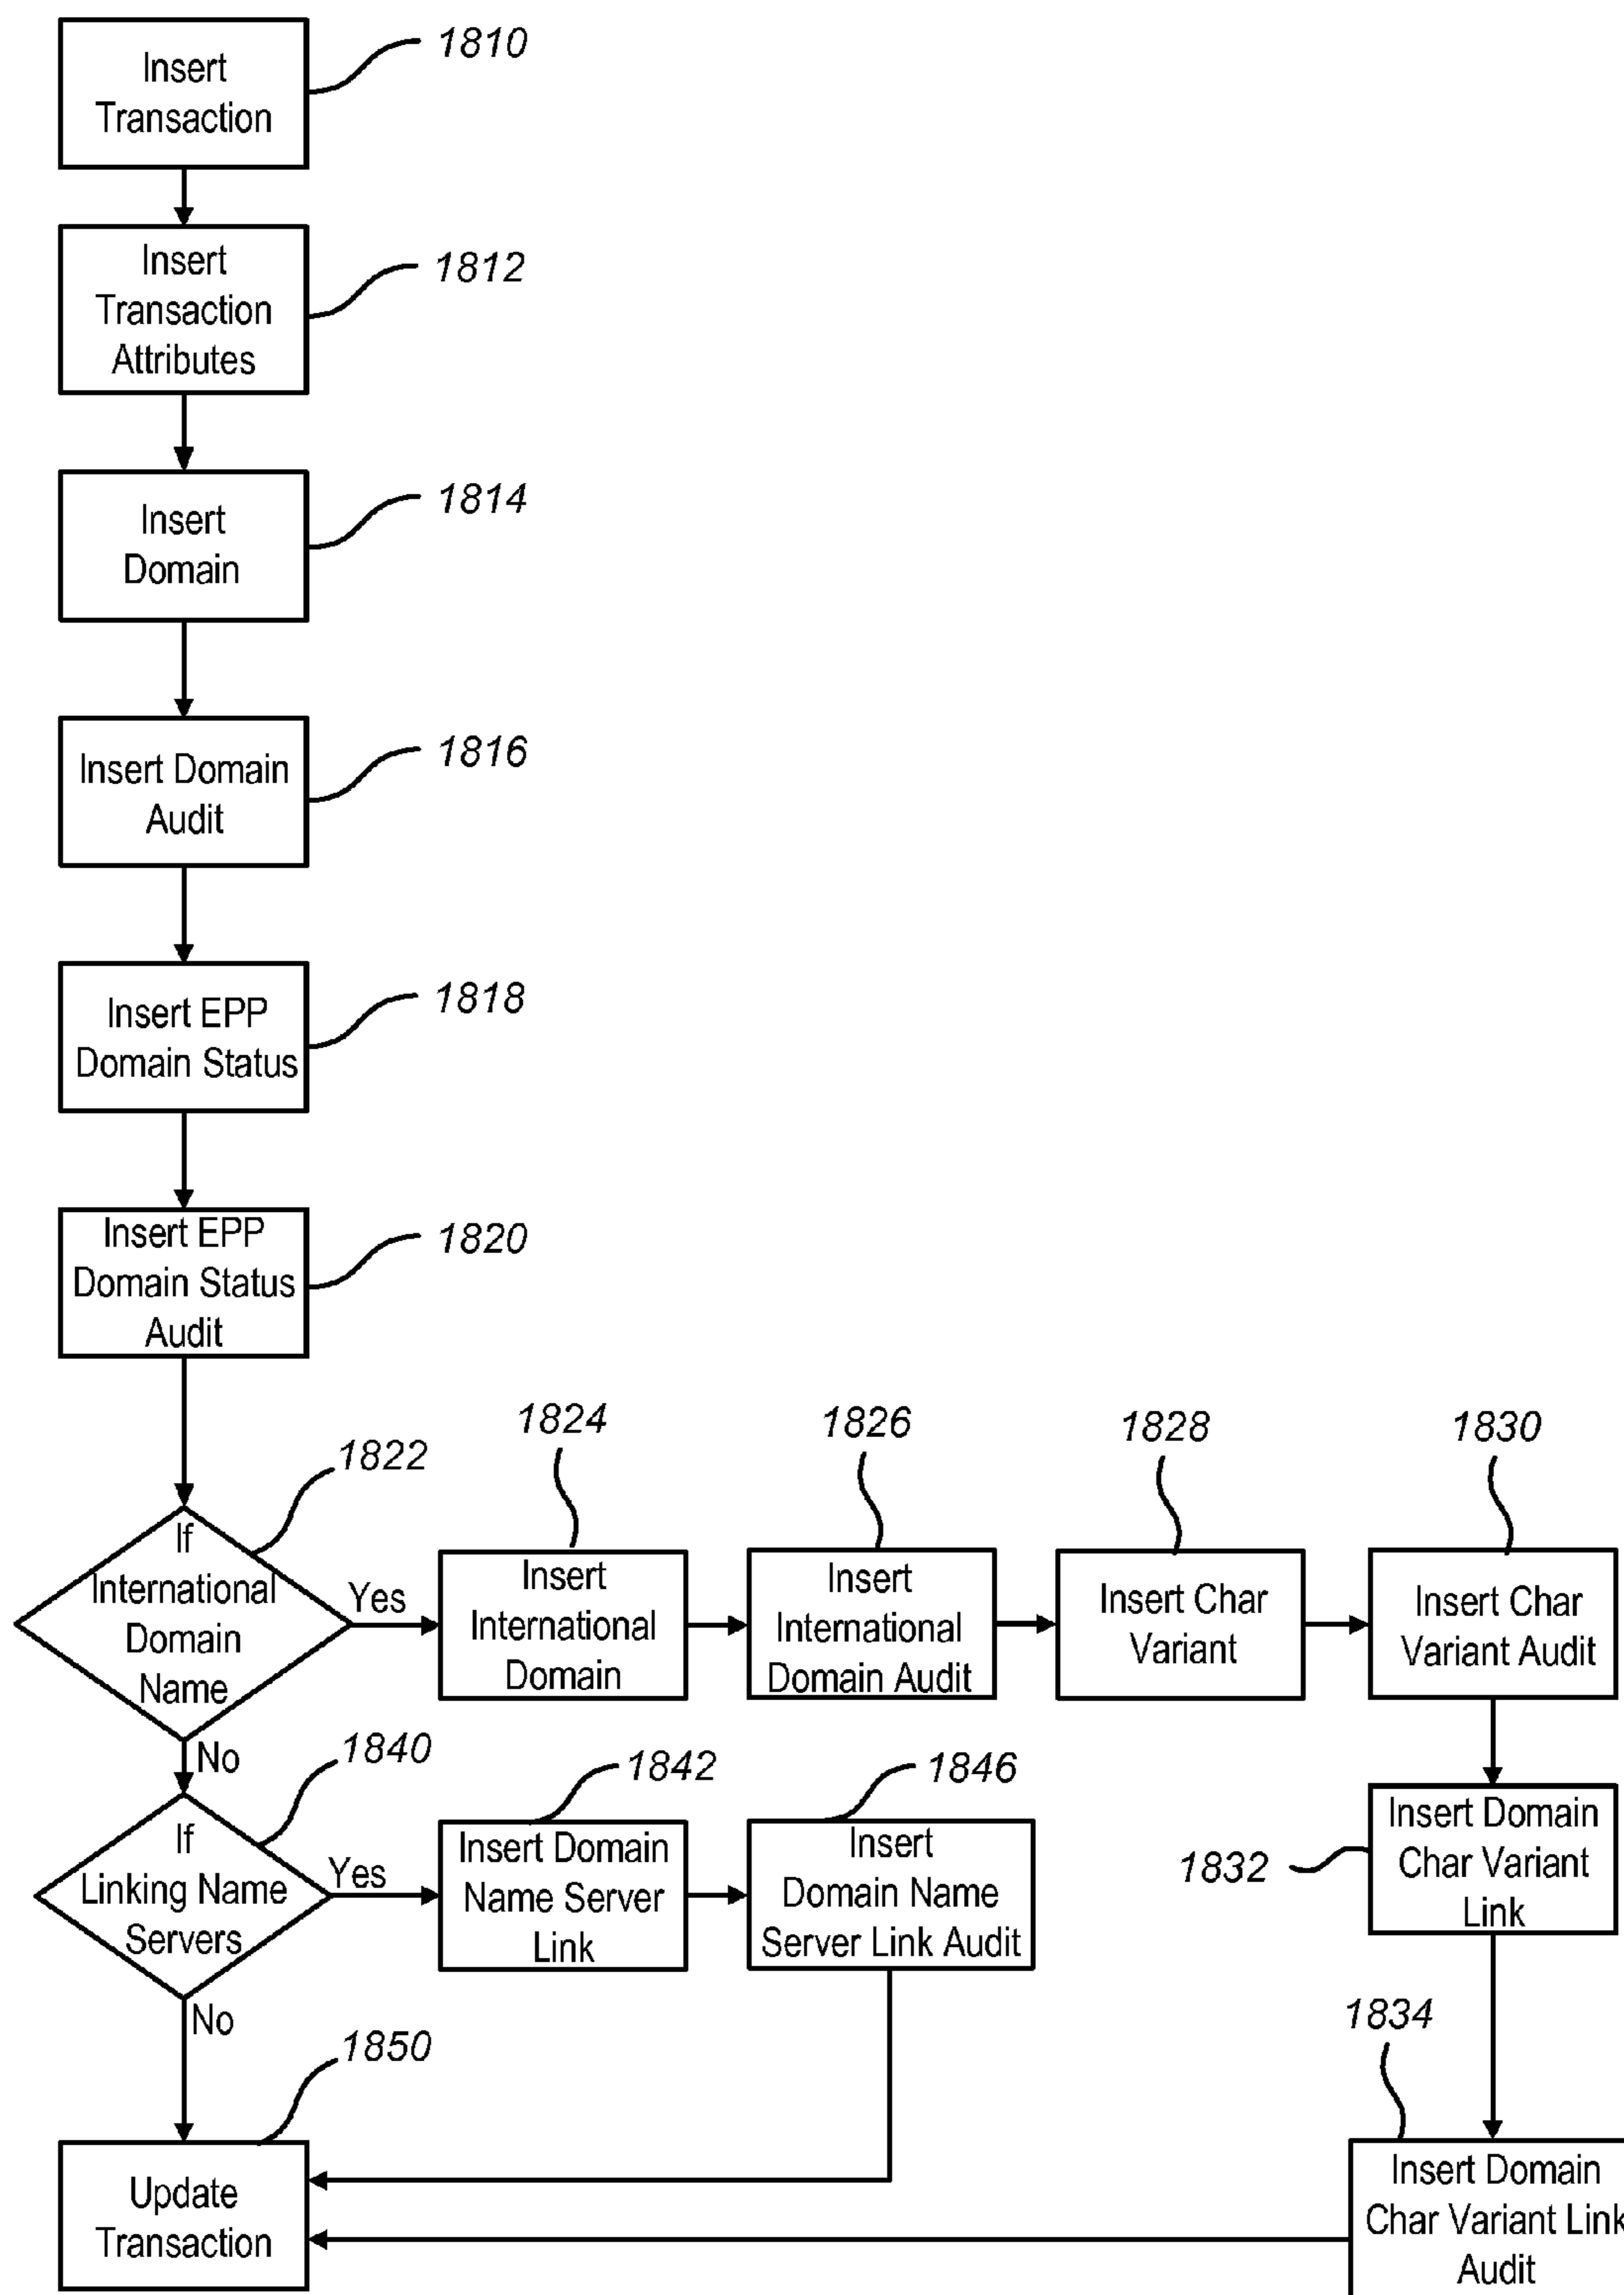 Insert
Transaction
1810
Insert
Transaction
Attributes
1812
Insert
Domain
1814
Insert Domain
Audit
1816
Insert EPP
Domain Status
1818
Insert EPP
Domain Status
Audit
1820
If
International
Domain
Name
1822
Yes
1824
Insert
International
Domain
1826
Insert
International
Domain Audit
1828
Insert Char
Variant
1830
Insert Char
Variant Audit
No
1840
If
Linking Name
Servers
Yes
1842
Insert Domain
Name Server
Link
1846
Insert
Domain Name
Server Link Audit
1832
Insert Domain
Char Variant
Link
No
1850
Update
Transaction
1834
Insert Domain
Char Variant Link
Audit